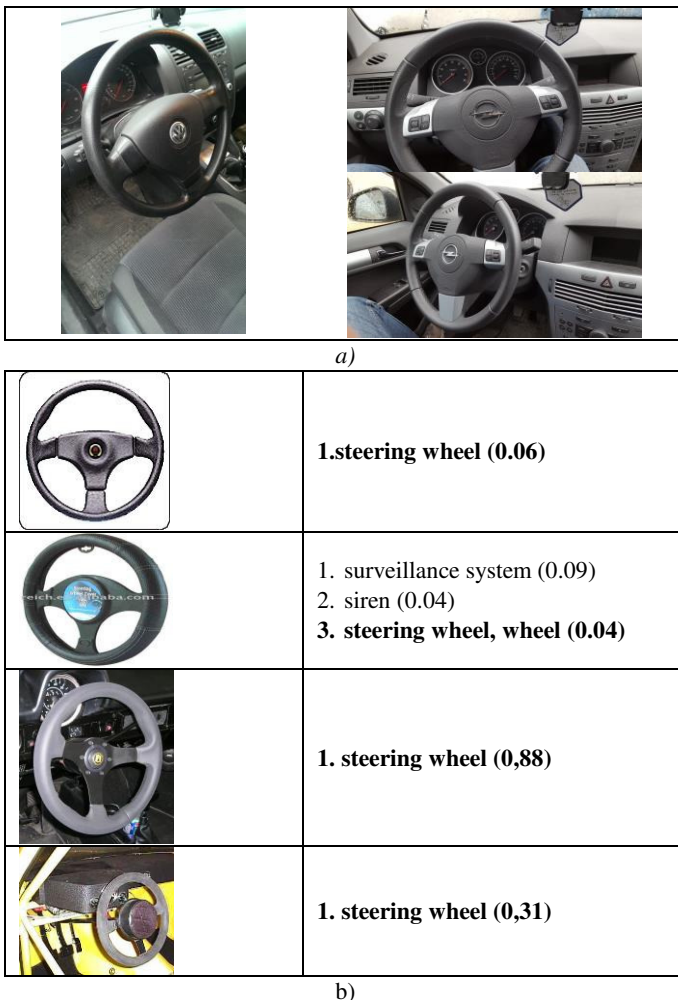 a)
1.steering wheel (0.06)
1. surveillance system (0.09)
2. siren (0.04)
3. steering wheel, wheel (0.04)
1. steering wheel (0,88)
1. steering wheel (0,31)
b)